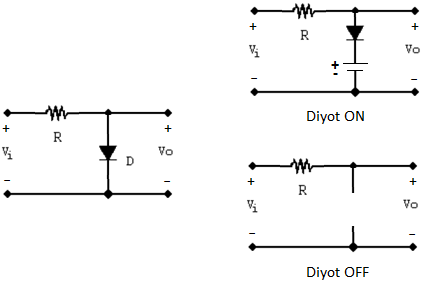 + R +
Vi D Vo
− −
+ R +
Vi Vo
+
-
− −
Diyot ON
+ R +
Vi Vo
− −
Diyot OFF